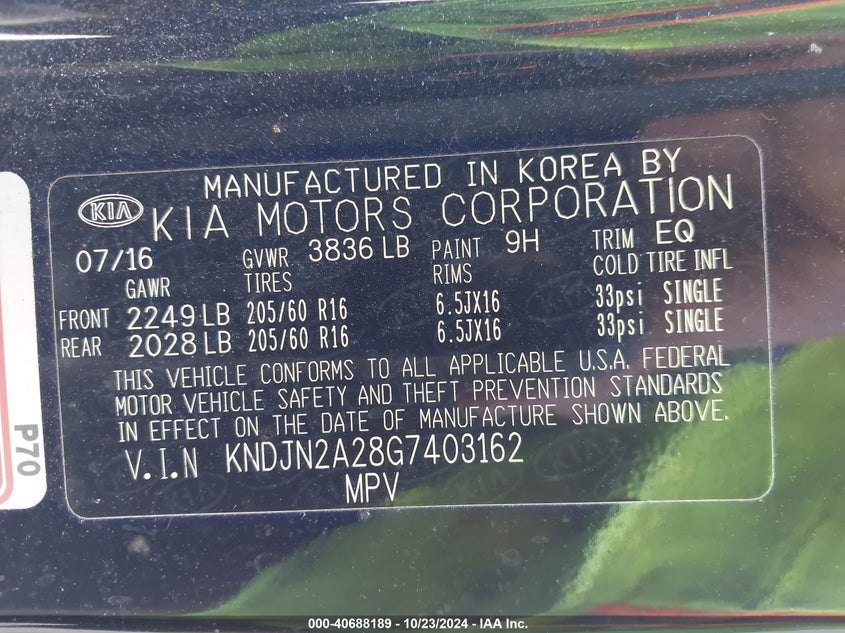 MANUFACTURED IN KOREA BY
KIA KIA MOTORS CORPORATION
07/16 GVWR 3836 LB PAINT 9H TRIM EQ
GAWR TIRES RIMS COLD TIRE INFL
FRONT 2249 LB 205/60 R16 6.5JX16 33psi SINGLE
REAR 2028 LB 205/60 R16 6.5JX16 33psi SINGLE
THIS VEHICLE CONFORMS TO ALL APPLICABLE U.S.A. FEDERAL
MOTOR VEHICLE SAFETY AND THEFT PREVENTION STANDARDS
IN EFFECT ON THE DATE OF MANUFACTURE SHOWN ABOVE.
V.I.N KNDJN2A28G7403162
MPV
P70
000-40688189 - 10/23/2024 - IAA Inc.